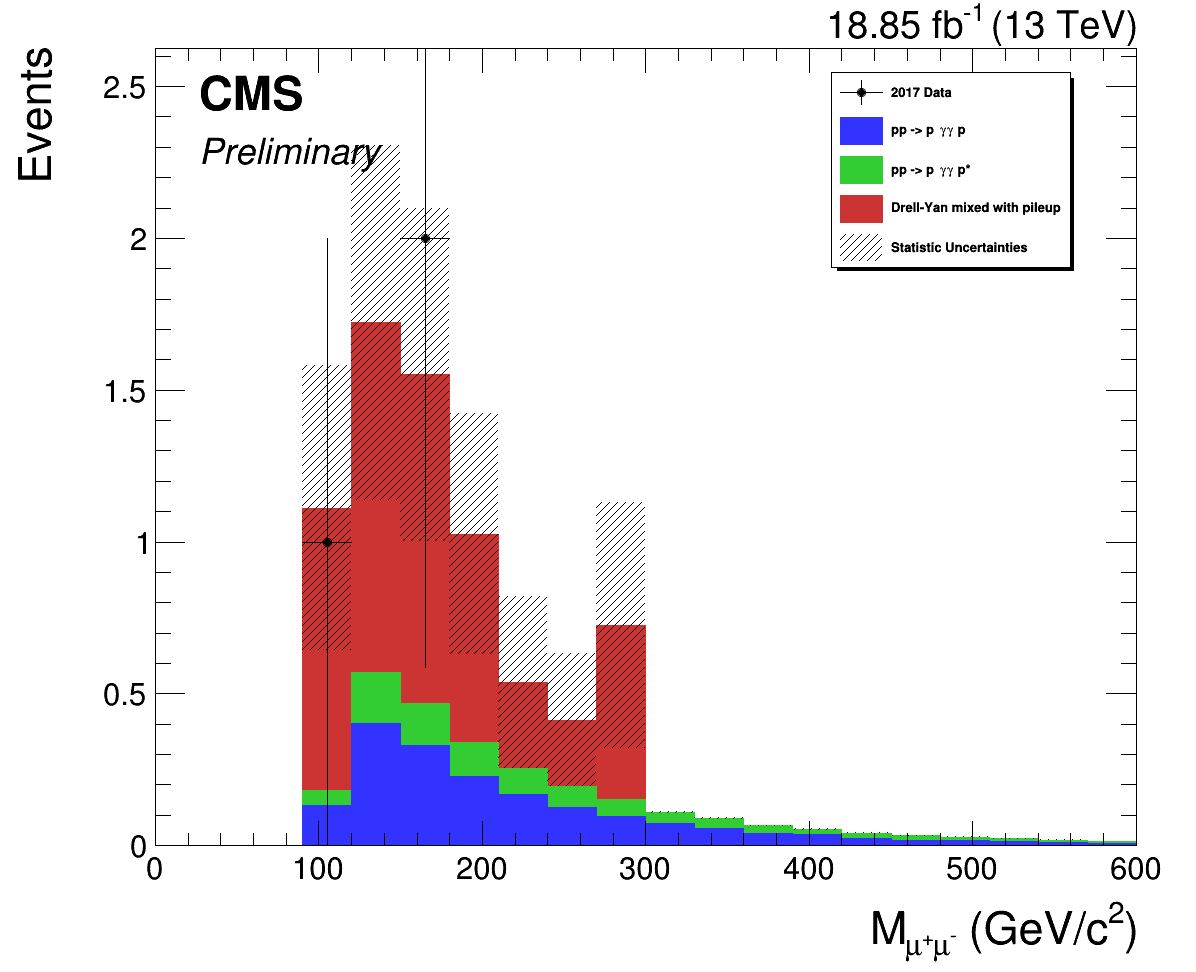 18.85 fb⁻¹ (13 TeV)
Events
CMS
Preliminary
2017 Data
pp -> p γγ p
pp -> p γγ p*
Drell-Yan mixed with pileup
Statistic Uncertainties
2.5
2
1.5
1
0.5
0
0 100 200 300 400 500 600
M_μ⁺μ⁻ (GeV/c²)